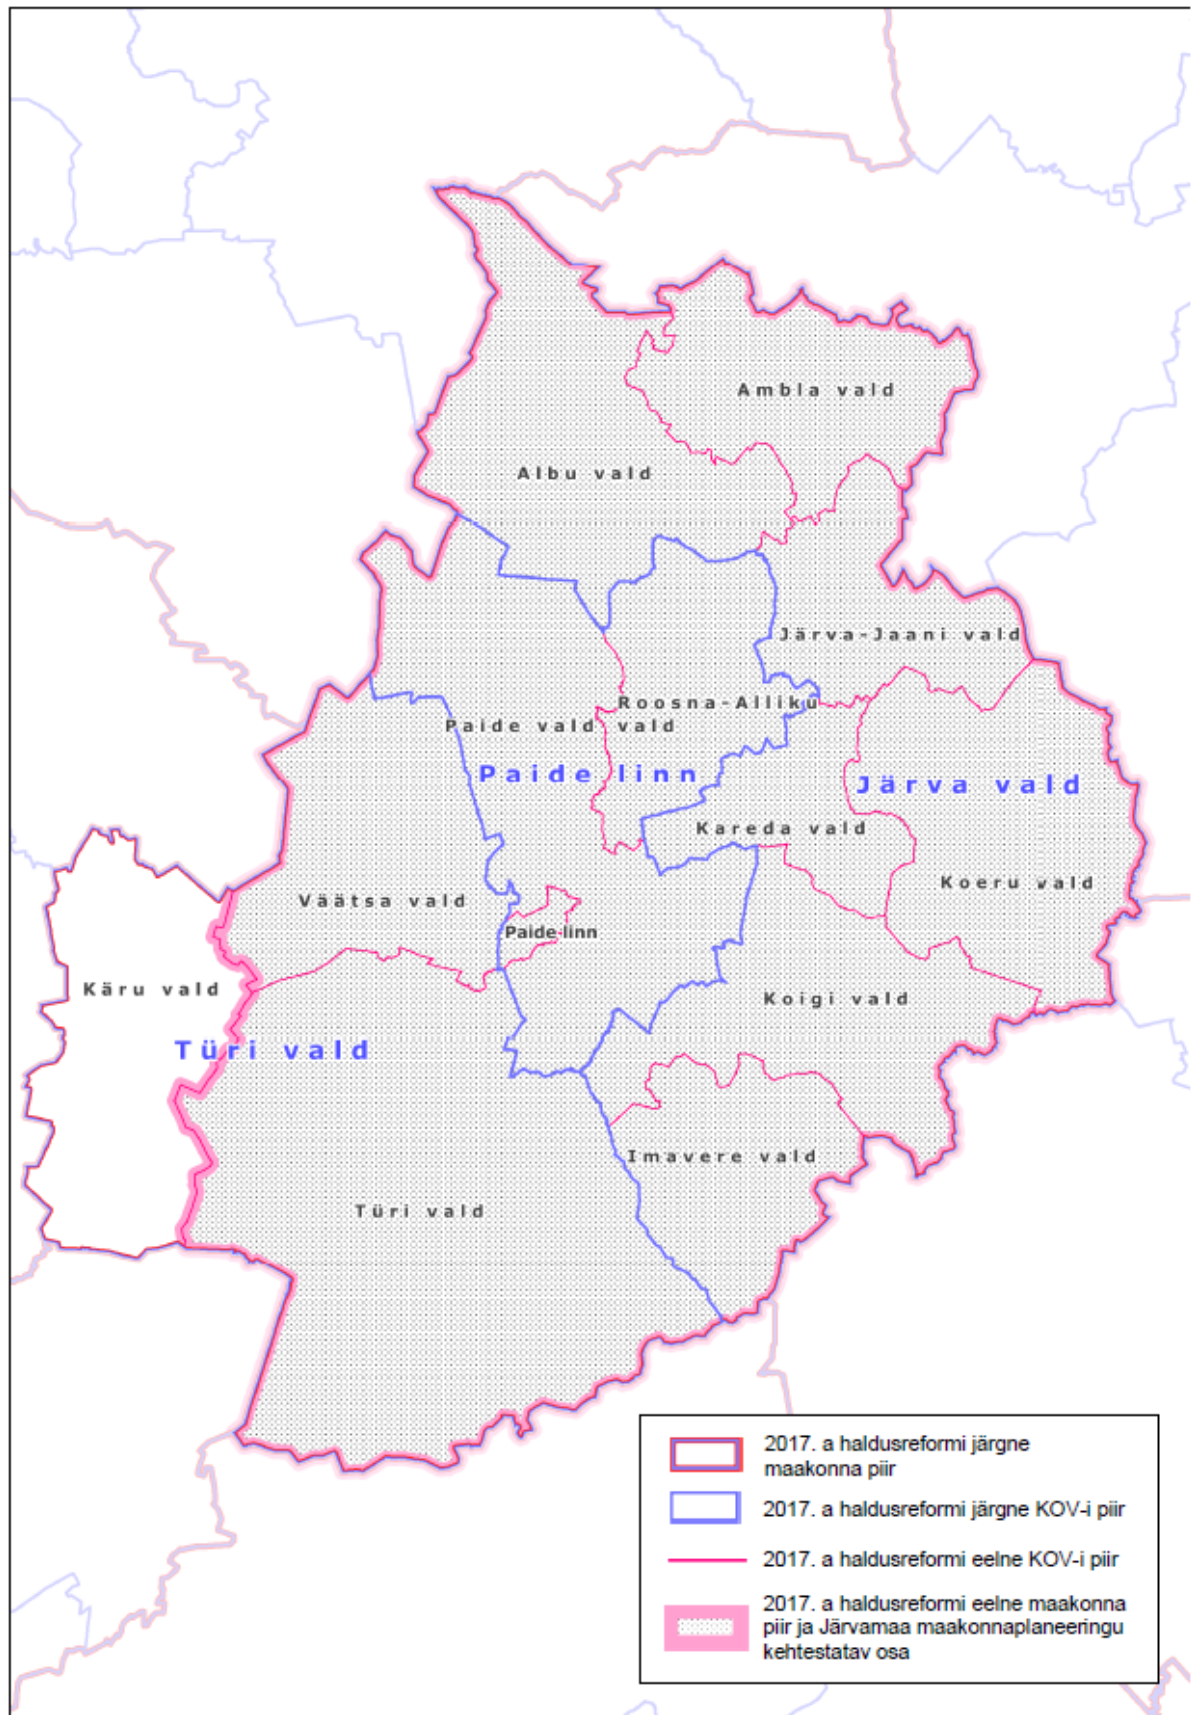 Ambla vald
Albu vald
Järva-Jaani vald
Roosna-Alliku
Paide vald vald
Paide linn
Järva vald
Kareda vald
Koeru vald
Väätsa vald
Paide linn
Käru vald
Koigi vald
Türi vald
Imavere vald
Türi vald
2017. a haldusreformi järgne
maakonna piir
2017. a haldusreformi järgne KOV-i piir
2017. a haldusreformi eelne KOV-i piir
2017. a haldusreformi eelne maakonna
piir ja Järvamaa maakonnaplaneeringu
kehtestatav osa